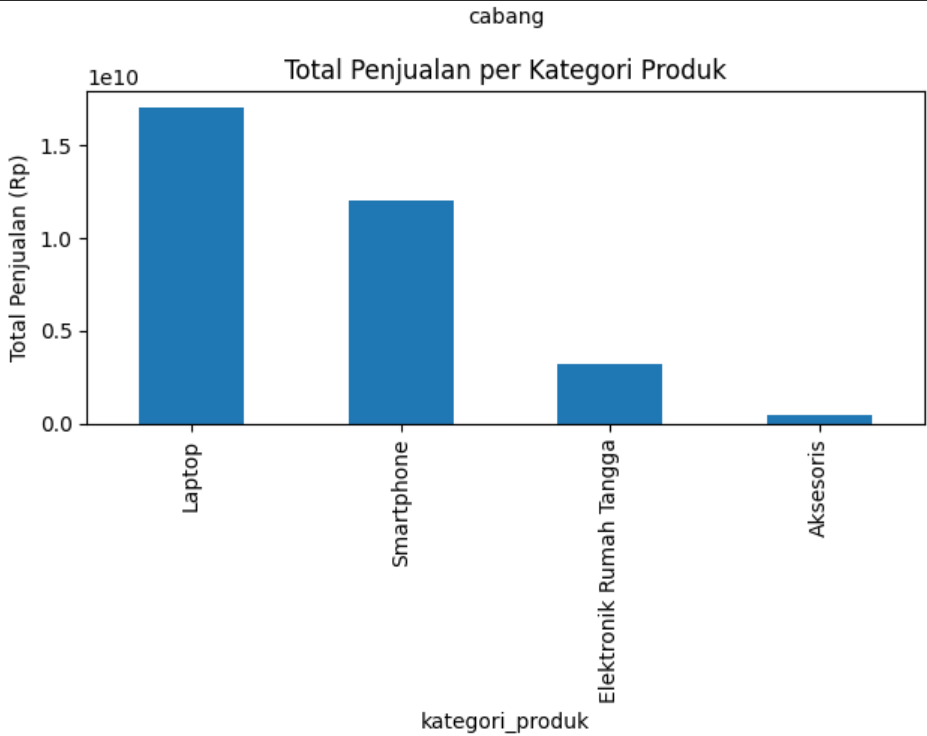 cabang
Total Penjualan per Kategori Produk
1e10
Total Penjualan (Rp)
1.5
1.0
0.5
0.0
Laptop
Smartphone
Elektronik Rumah Tangga
Aksesoris
kategori_produk